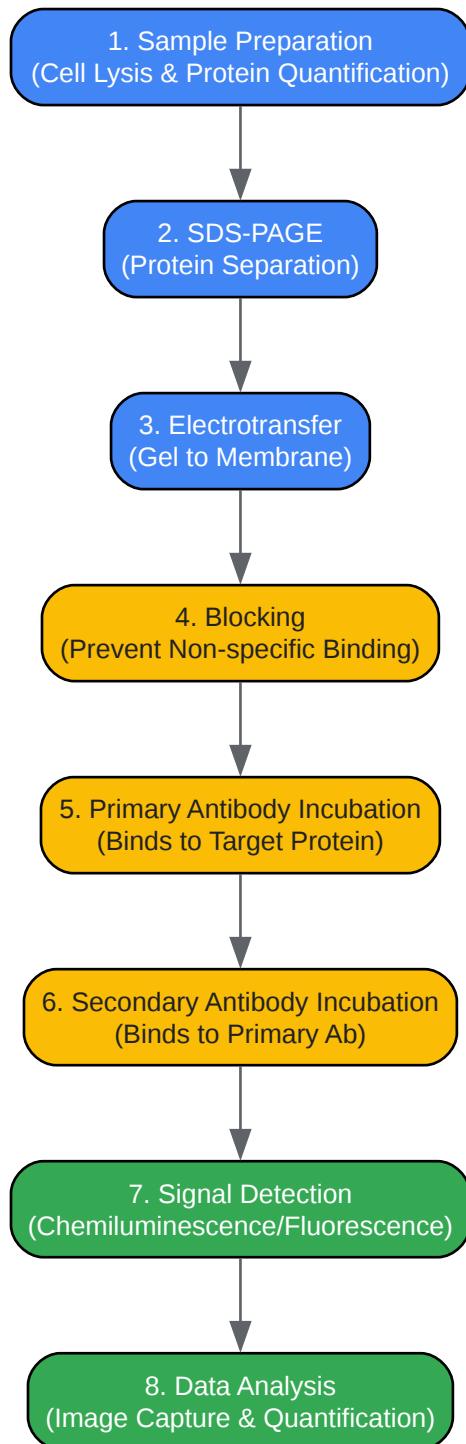 1. Sample Preparation
(Cell Lysis & Protein Quantification)
2. SDS-PAGE
(Protein Separation)
3. Electrotransfer
(Gel to Membrane)
4. Blocking
(Prevent Non-specific Binding)
5. Primary Antibody Incubation
(Binds to Target Protein)
6. Secondary Antibody Incubation
(Binds to Primary Ab)
7. Signal Detection
(Chemiluminescence/Fluorescence)
8. Data Analysis
(Image Capture & Quantification)